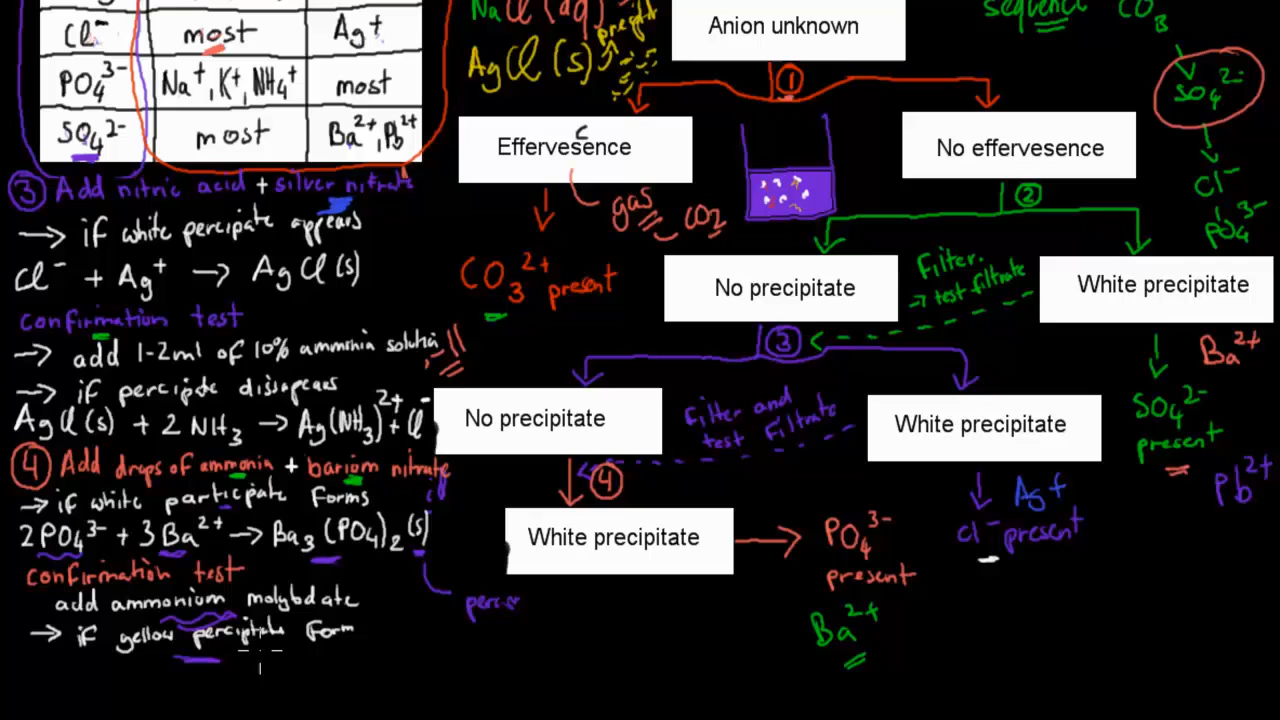 Cl⁻ most Ag⁺
PO₄³⁻ Na⁺, K⁺, NH₄⁺ most
SO₄²⁻ most Ba²⁺, Pb²⁺
③ Add nitric acid + silver nitrate
→ if white percipate appears
Cl⁻ + Ag⁺ → AgCl(s)
confirmation test
→ add 1-2ml of 10% ammonia solution
→ if percipate dissapears
AgCl(s) + 2NH₃ → Ag(NH₃)²⁺ + Cl⁻
④ Add drops of ammonia + barium nitrate
→ if white participate forms
2PO₄³⁻ + 3Ba²⁺ → Ba₃(PO₄)₂(s)
confirmation test
add ammonium molybdate
→ if yellow percipitate form
NaCl(aq)
AgCl(s)
Anion unknown
sequence CO₃
SO₄²⁻
Cl⁻
PO₄³⁻
①
Effervesence
c
No effervesence
gas CO₂
②
CO₃²⁺ present
No precipitate
Filter.
→ test filtrate
White precipitate
Ba²⁺
SO₄²⁻
present
Pb²⁺
③
No precipitate
Filter and
test filtrate
White precipitate
Ag⁺
Cl⁻ present
④
White precipitate
PO₄³⁻
present
Ba²⁺